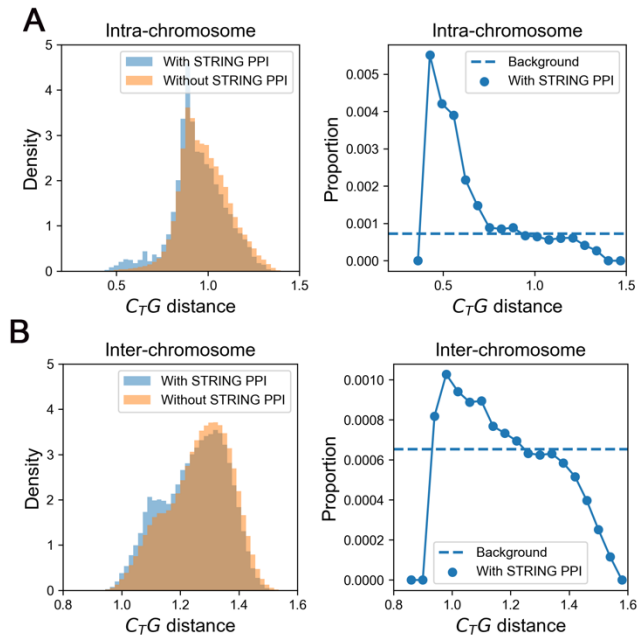 A
Intra-chromosome
With STRING PPI
Without STRING PPI
Density
5
4
3
2
1
0
0.5
1.0
1.5
CTG distance
Intra-chromosome
Background
With STRING PPI
Proportion
0.005
0.004
0.003
0.002
0.001
0.000
0.5
1.0
1.5
CTG distance
B
Inter-chromosome
With STRING PPI
Without STRING PPI
Density
5
4
3
2
1
0
0.8
1.0
1.2
1.4
1.6
CTG distance
Inter-chromosome
Proportion
0.0010
0.0008
0.0006
0.0004
0.0002
0.0000
Background
With STRING PPI
0.8
1.0
1.2
1.4
1.6
CTG distance